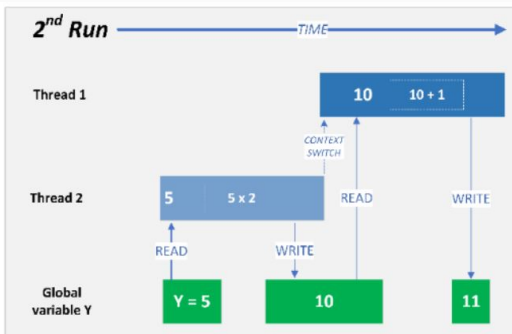 2nd Run
TIME
Thread 1
10
10 + 1
CONTEXT
SWITCH
Thread 2
5
5 x 2
READ
WRITE
READ
WRITE
Global
variable Y
Y = 5
10
11